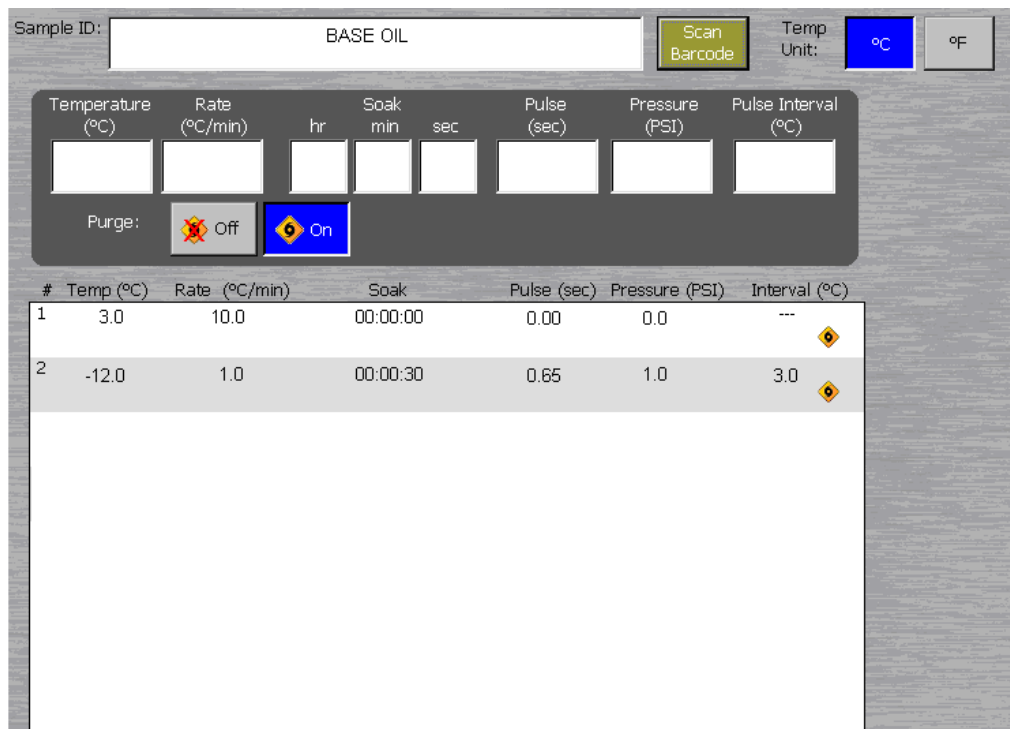 Sample ID: BASE OIL Scan Barcode Temp Unit: ºC ºF
Temperature (ºC) Rate (ºC/min) Soak hr min sec Pulse (sec) Pressure (PSI) Pulse Interval (ºC)
Purge: Off On
# Temp (ºC) Rate (ºC/min) Soak Pulse (sec) Pressure (PSI) Interval (ºC)
1 3.0 10.0 00:00:00 0.00 0.0 ---
2 -12.0 1.0 00:00:30 0.65 1.0 3.0